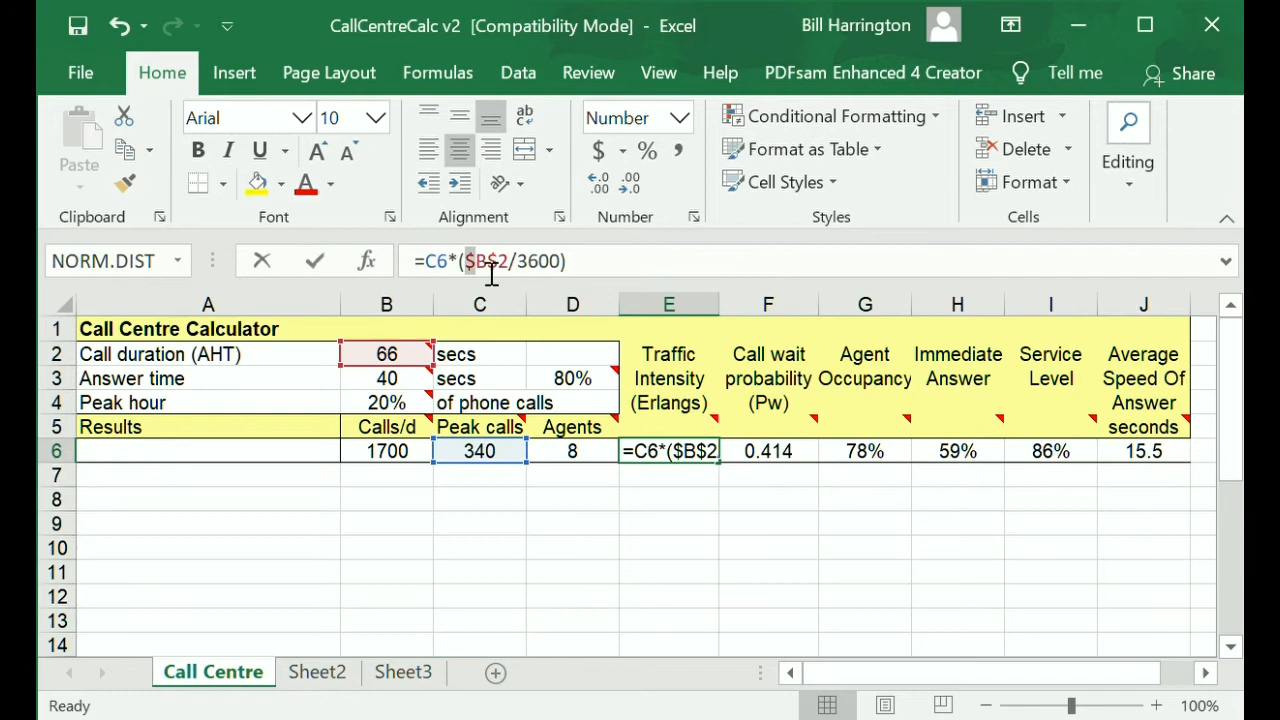 CallCentreCalc v2 [Compatibility Mode] - Excel
Bill Harrington
File Home Insert Page Layout Formulas Data Review View Help PDFsam Enhanced 4 Creator Tell me Share
Paste
Arial 10
B I U A A
A
ab
c
Number
$ % ,
.00 .0
.0 .00
Conditional Formatting
Format as Table
Cell Styles
Insert
Delete
Format
Editing
Clipboard Font Alignment Number Styles Cells
NORM.DIST fx =C6*($B$2/3600)
A B C D E F G H I J
1 Call Centre Calculator
2 Call duration (AHT) 66 secs Traffic Call wait Agent Immediate Service Average
3 Answer time 40 secs 80% Intensity probability Occupancy Answer Level Speed Of
4 Peak hour 20% of phone calls (Erlangs) (Pw) Answer
5 Results Calls/d Peak calls Agents seconds
6 1700 340 8 =C6*($B$2 0.414 78% 59% 86% 15.5
7
8
9
10
11
12
13
14
Call Centre Sheet2 Sheet3
Ready 100%